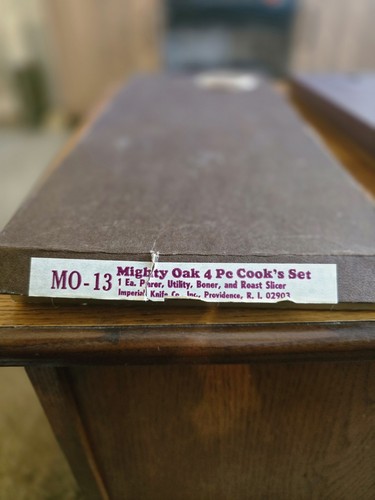 MO-13
Mighty Oak 4 Pc Cook's Set
1 Ea. Parer, Utility, Boner, and Roast Slicer
Imperial Knife Co. Inc., Providence, R. I. 02903